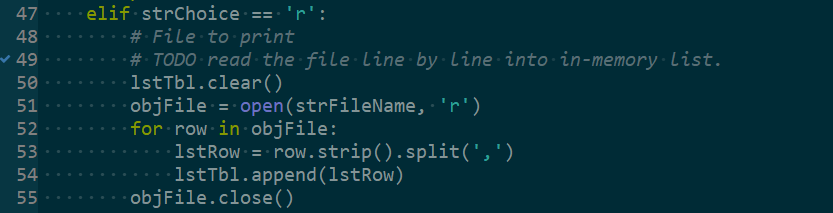 47 elif strChoice == 'r':
48 # File to print
49 # TODO read the file line by line into in-memory list.
50 lstTbl.clear()
51 objFile = open(strFileName, 'r')
52 for row in objFile:
53 lstRow = row.strip().split(',')
54 lstTbl.append(lstRow)
55 objFile.close()